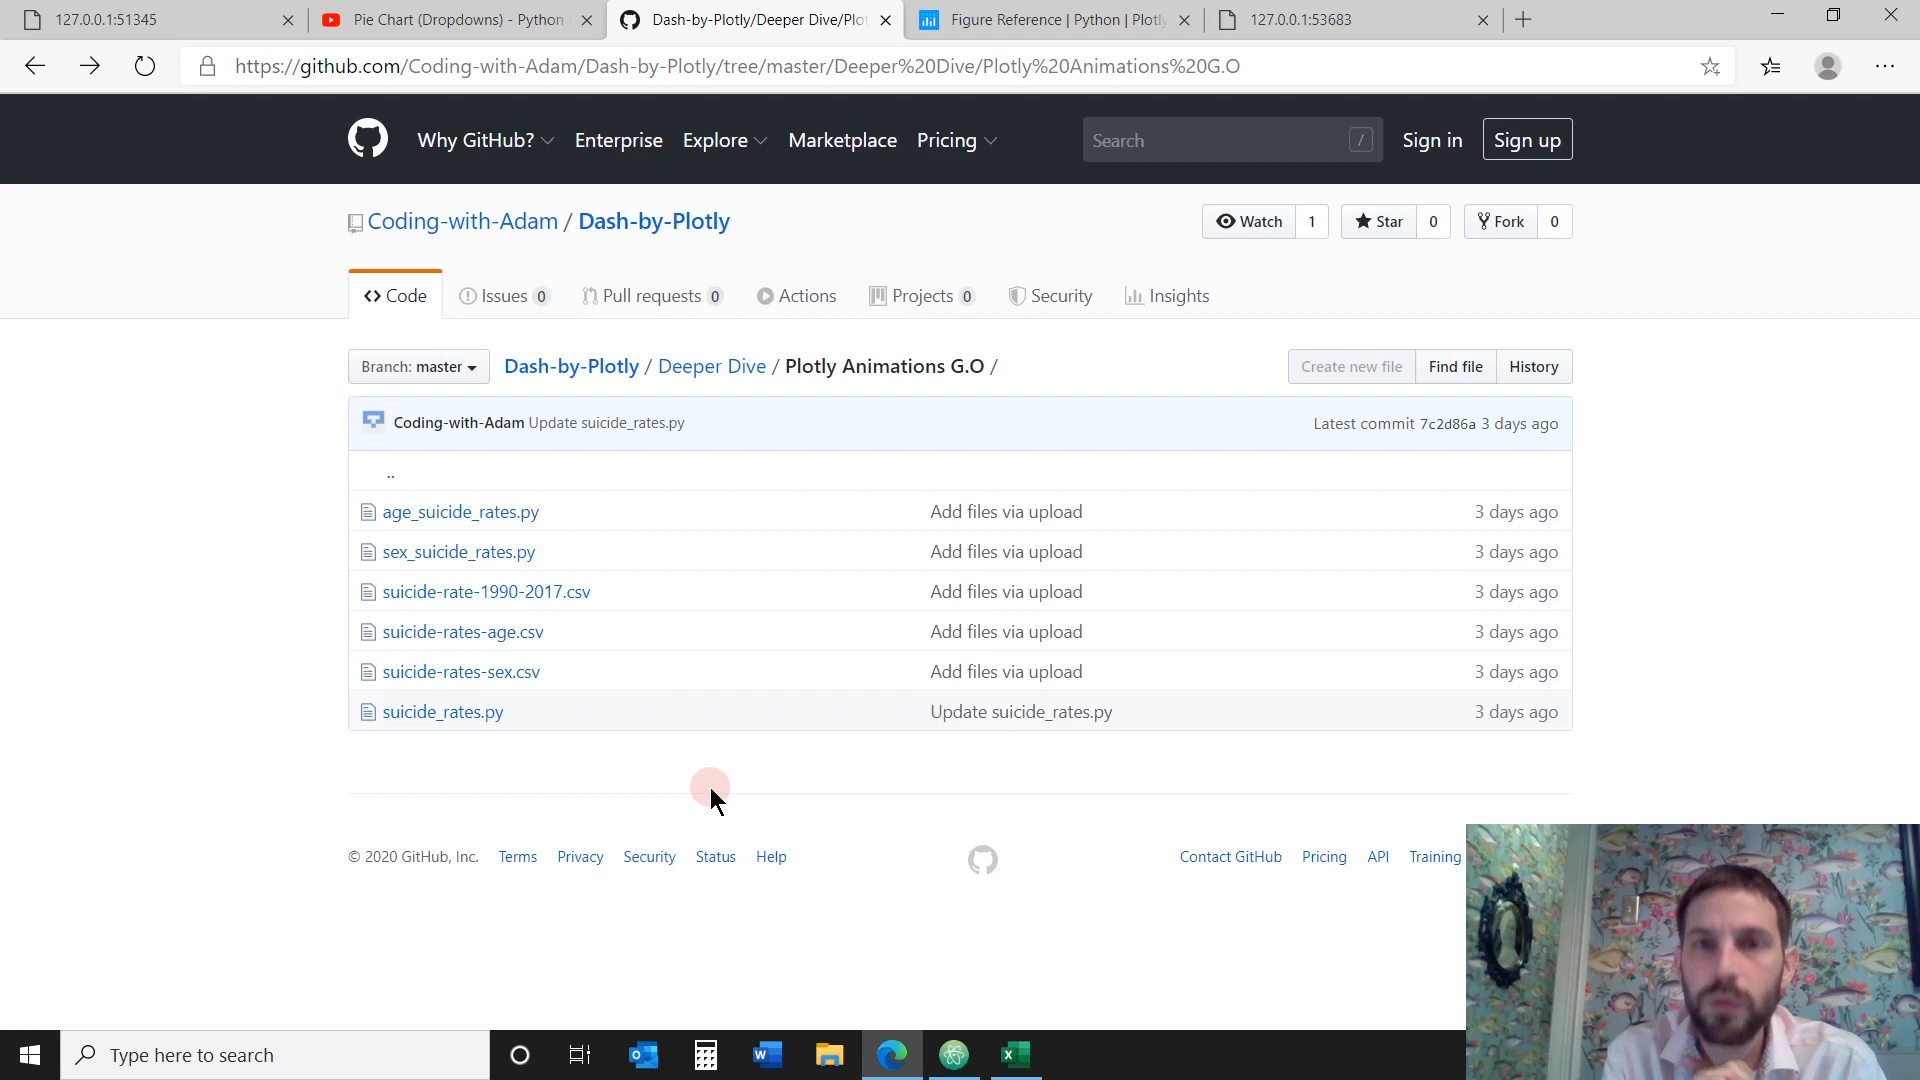 127.0.0.1:51345
Pie Chart (Dropdowns) - Python
Dash-by-Plotly/Deeper Dive/Plot
Figure Reference | Python | Plotly
127.0.0.1:53683
https://github.com/Coding-with-Adam/Dash-by-Plotly/tree/master/Deeper%20Dive/Plotly%20Animations%20G.O
Why GitHub? Enterprise Explore Marketplace Pricing Search / Sign in Sign up
Coding-with-Adam / Dash-by-Plotly
Watch 1 Star 0 Fork 0
Code Issues 0 Pull requests 0 Actions Projects 0 Security Insights
Branch: master Dash-by-Plotly / Deeper Dive / Plotly Animations G.O / Create new file Find file History
Coding-with-Adam Update suicide_rates.py Latest commit 7c2d86a 3 days ago
..
age_suicide_rates.py Add files via upload 3 days ago
sex_suicide_rates.py Add files via upload 3 days ago
suicide-rate-1990-2017.csv Add files via upload 3 days ago
suicide-rates-age.csv Add files via upload 3 days ago
suicide-rates-sex.csv Add files via upload 3 days ago
suicide_rates.py Update suicide_rates.py 3 days ago
© 2020 GitHub, Inc. Terms Privacy Security Status Help Contact GitHub Pricing API Training
Type here to search